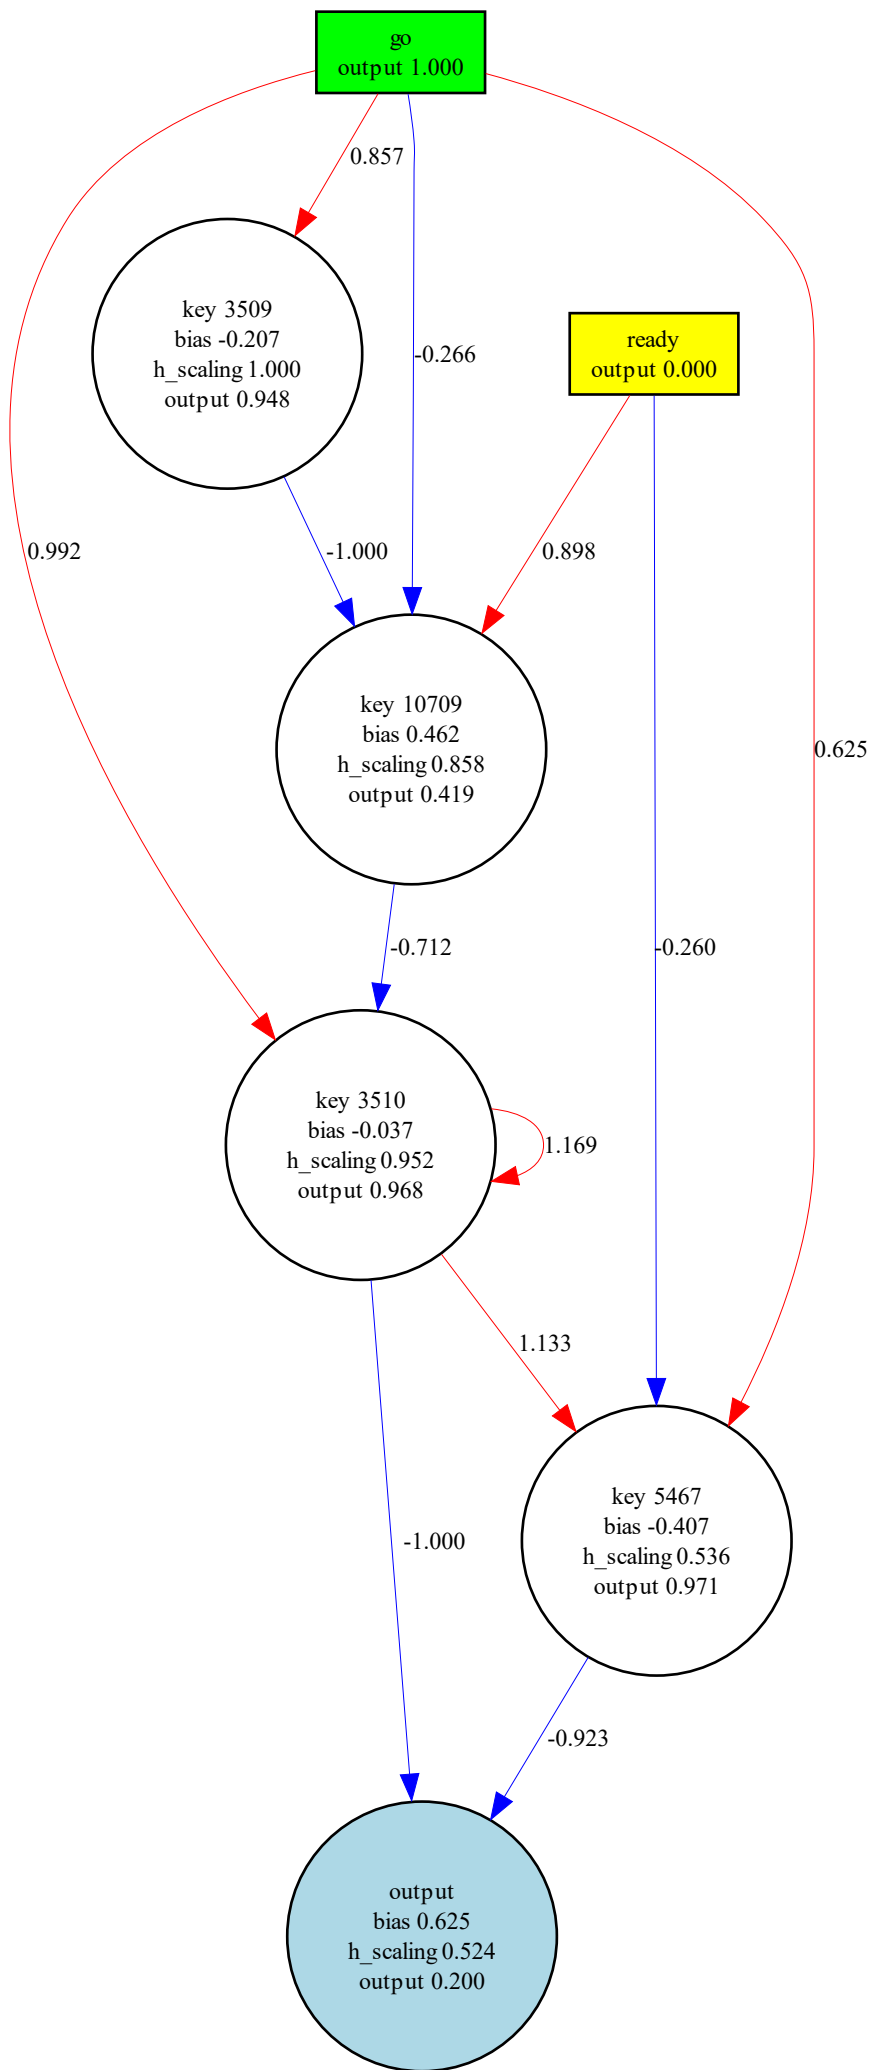 go
output 1.000
0.857
key 3509
bias -0.207
h_scaling 1.000
output 0.948
-0.266
ready
output 0.000
0.992
-1.000
0.898
key 10709
bias 0.462
h_scaling 0.858
output 0.419
0.625
-0.712
-0.260
key 3510
bias -0.037
h_scaling 0.952
output 0.968
1.169
1.133
key 5467
bias -0.407
h_scaling 0.536
output 0.971
-1.000
-0.923
output
bias 0.625
h_scaling 0.524
output 0.200